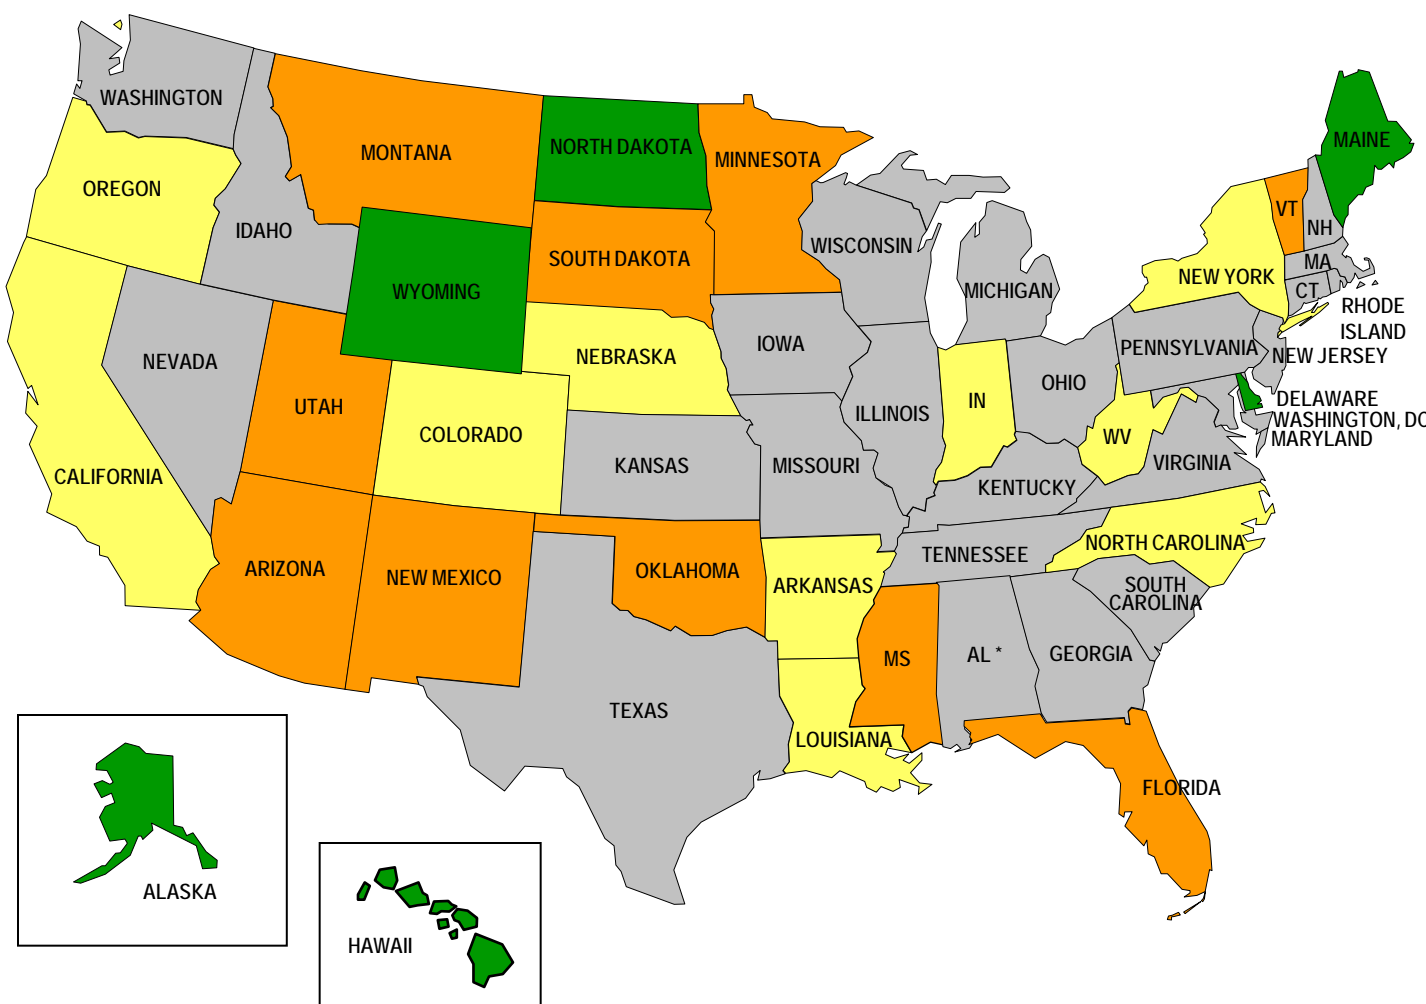 WASHINGTON
MONTANA
NORTH DAKOTA
MINNESOTA
MAINE
OREGON
IDAHO
WISCONSIN
VT
NH
SOUTH DAKOTA
MA
NEW YORK
WYOMING
MICHIGAN
CT
RHODE
ISLAND
NEVADA
NEBRASKA
IOWA
PENNSYLVANIA
NEW JERSEY
OHIO
UTAH
COLORADO
ILLINOIS
IN
DELAWARE
WASHINGTON, DC
MARYLAND
WV
CALIFORNIA
KANSAS
MISSOURI
VIRGINIA
KENTUCKY
ARIZONA
NEW MEXICO
OKLAHOMA
ARKANSAS
TENNESSEE
NORTH CAROLINA
SOUTH
CAROLINA
MS
AL *
GEORGIA
TEXAS
LOUISIANA
FLORIDA
ALASKA
HAWAII